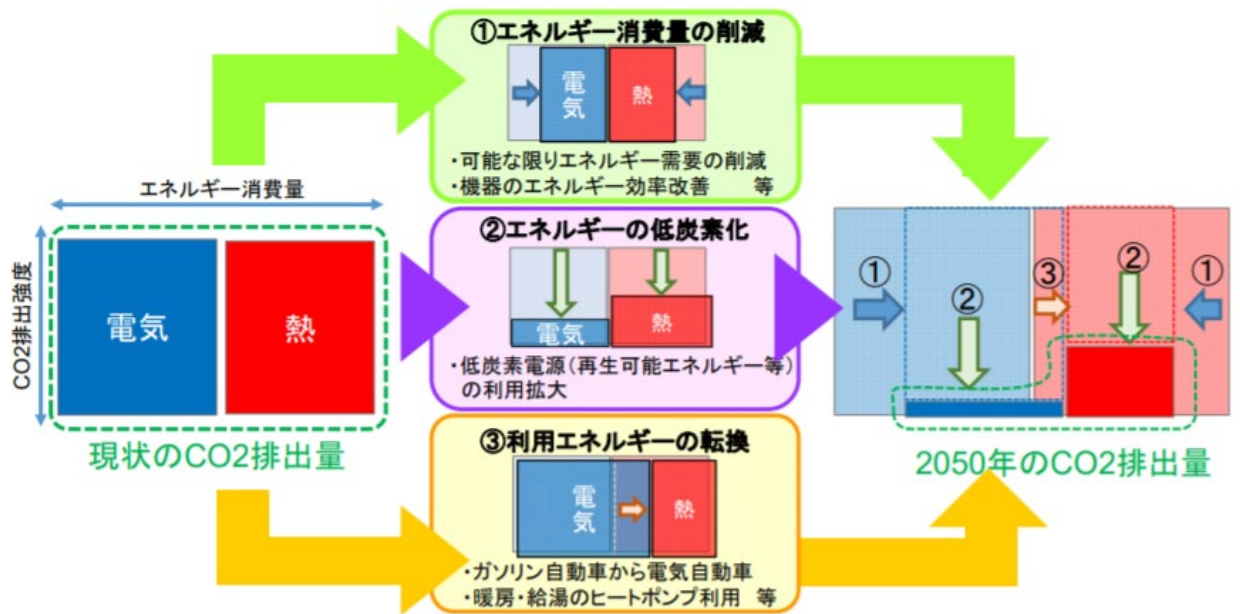 ①エネルギー消費量の削減
電気
熱
・可能な限りエネルギー需要の削減
・機器のエネルギー効率改善　等
エネルギー消費量
CO2排出強度
電気
熱
現状のCO2排出量
②エネルギーの低炭素化
電気
熱
・低炭素電源(再生可能エネルギー等)
の利用拡大
③利用エネルギーの転換
電気
熱
・ガソリン自動車から電気自動車
・暖房・給湯のヒートポンプ利用　等
①
②
③
②
①
2050年のCO2排出量